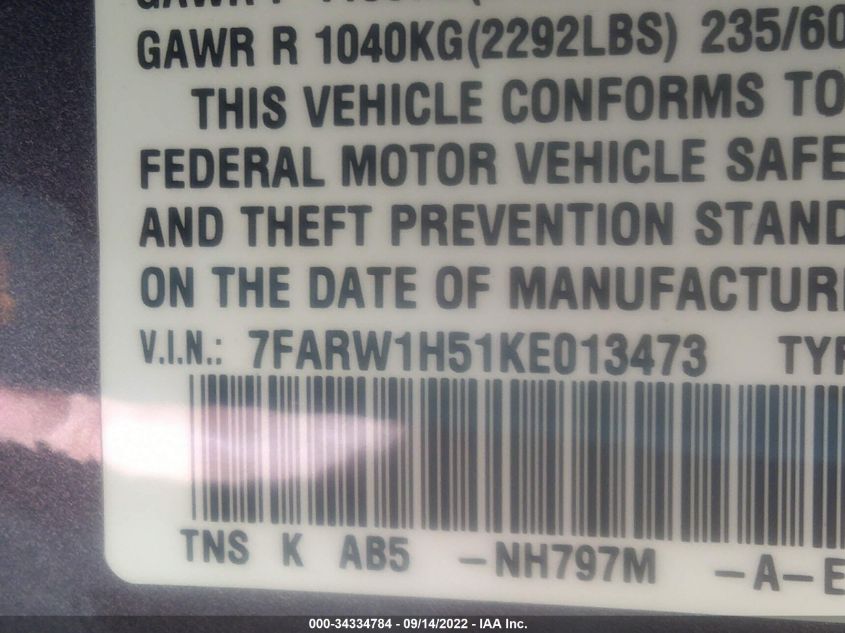 GAWR R 1040KG(2292LBS) 235/60
THIS VEHICLE CONFORMS TO
FEDERAL MOTOR VEHICLE SAFE
AND THEFT PREVENTION STAND
ON THE DATE OF MANUFACTUR
V.I.N.: 7FARW1H51KE013473 TYP
TNS K AB5 -NH797M -A-E
000-34334784 - 09/14/2022 - IAA Inc.